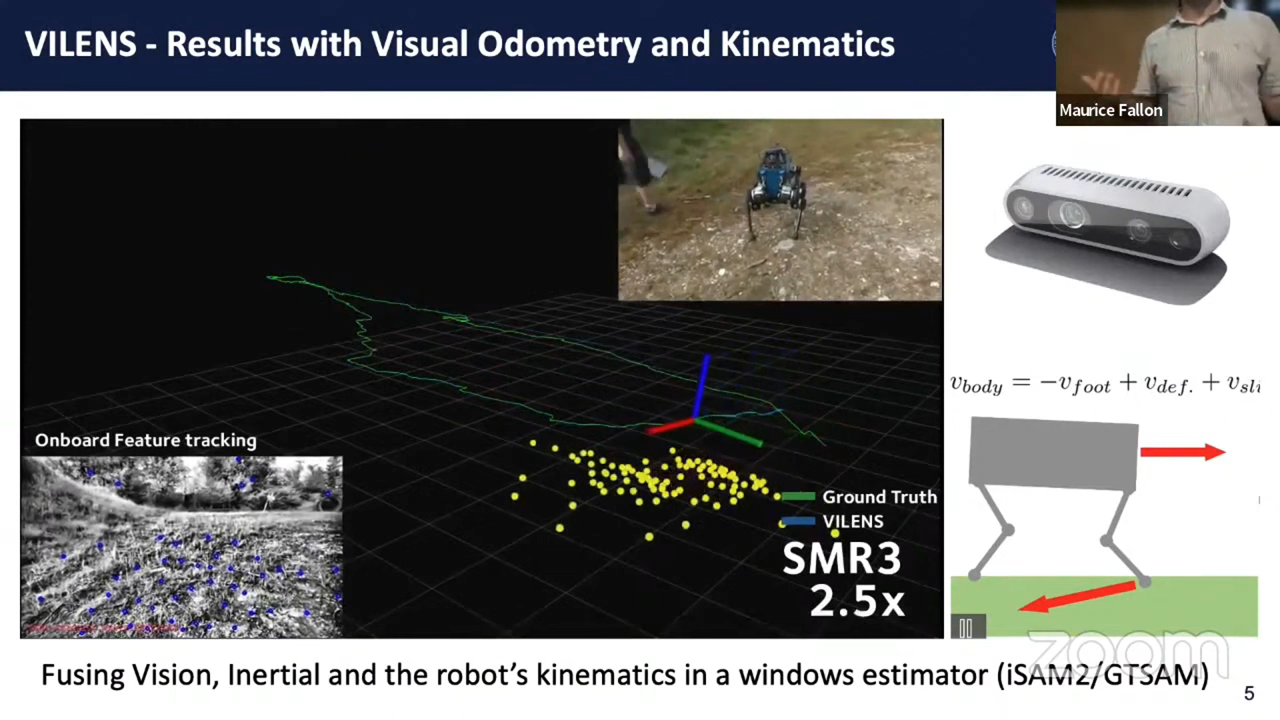 VILENS - Results with Visual Odometry and Kinematics
Maurice Fallon
Onboard Feature tracking
Ground Truth
VILENS
SMR3
2.5x
v_body = -v_foot + v_def. + v_sli
zoom
Fusing Vision, Inertial and the robot's kinematics in a windows estimator (iSAM2/GTSAM)
5